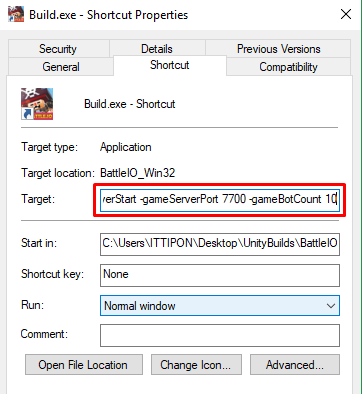 Build.exe - Shortcut Properties
Security Details Previous Versions
General Shortcut Compatibility
Build.exe - Shortcut
Target type: Application
Target location: BattleIO_Win32
Target: erStart -gameServerPort 7700 -gameBotCount 10
Start in: C:\Users\ITTIPON\Desktop\UnityBuilds\BattleIO
Shortcut key: None
Run: Normal window
Comment:
Open File Location Change Icon... Advanced...